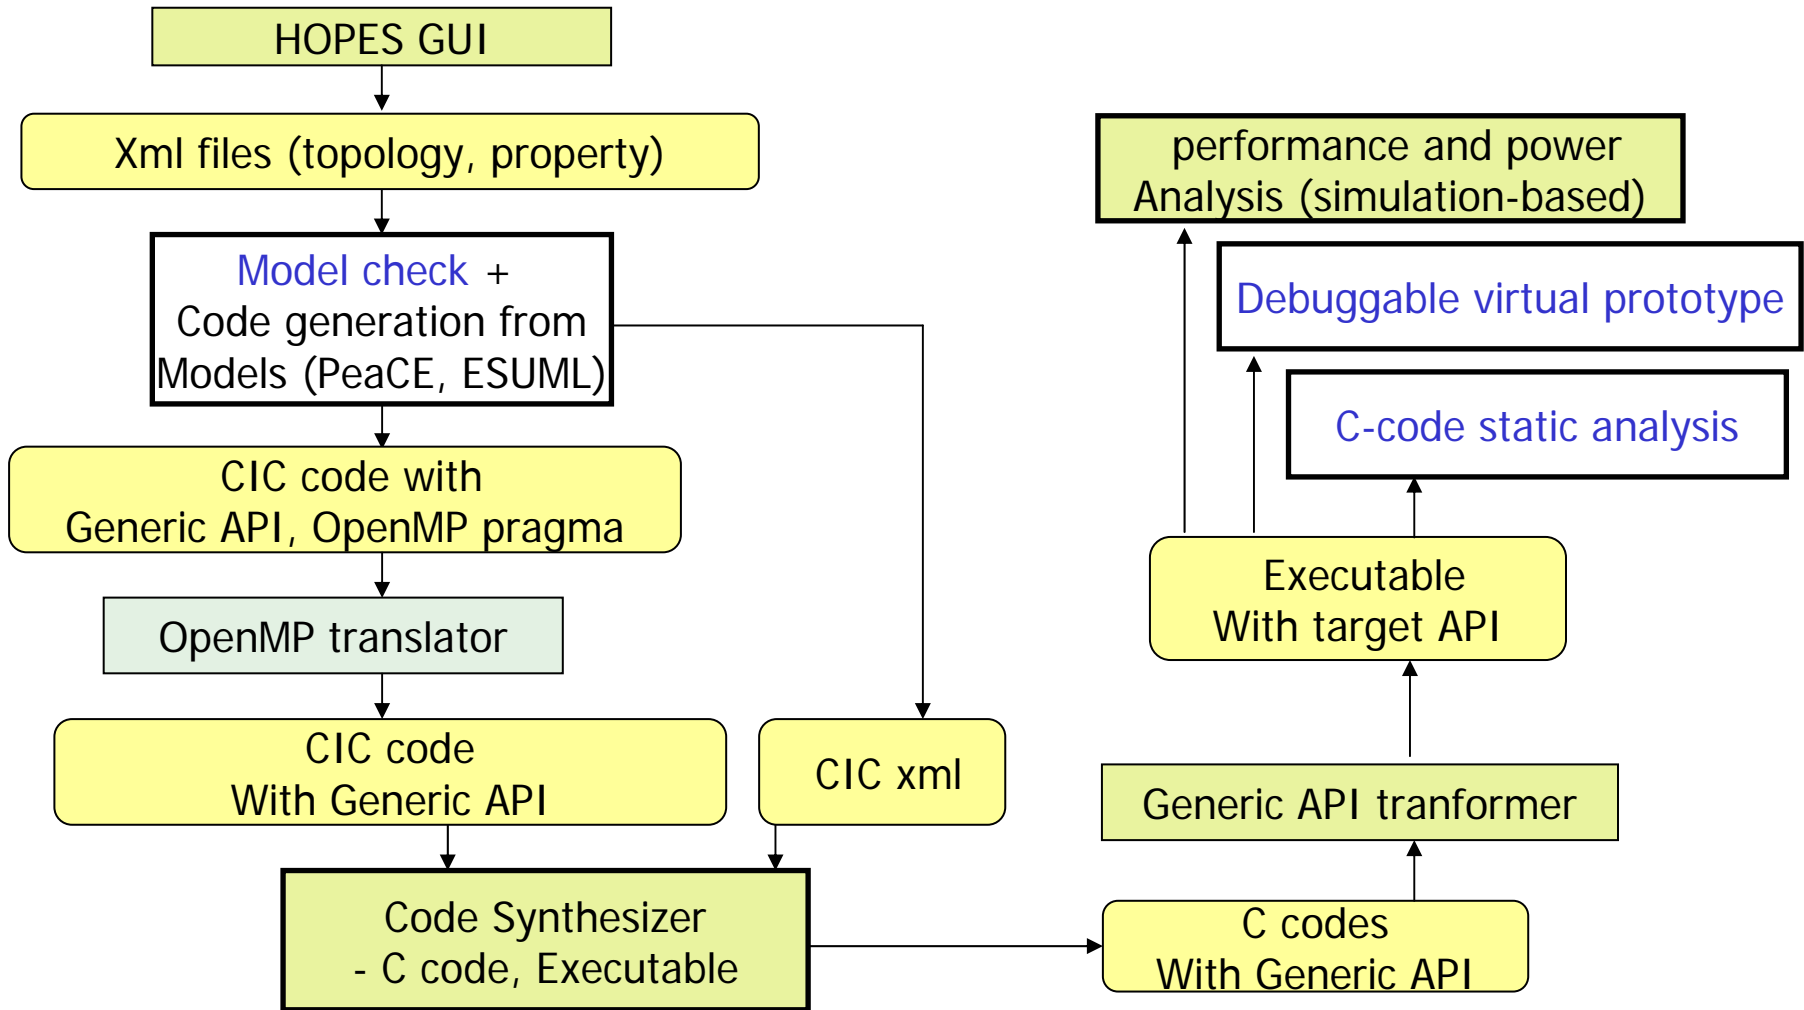 HOPES GUI
Xml files (topology, property)
Model check +
Code generation from
Models (PeaCE, ESUML)
CIC code with
Generic API, OpenMP pragma
OpenMP translator
CIC code
With Generic API
CIC xml
Code Synthesizer
- C code, Executable
performance and power
Analysis (simulation-based)
Debuggable virtual prototype
C-code static analysis
Executable
With target API
Generic API tranformer
C codes
With Generic API